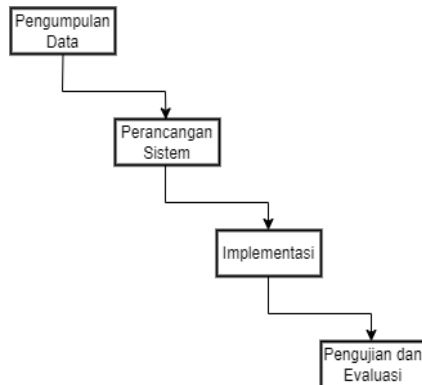 Pengumpulan
Data
Perancangan
Sistem
Implementasi
Pengujian dan
Evaluasi